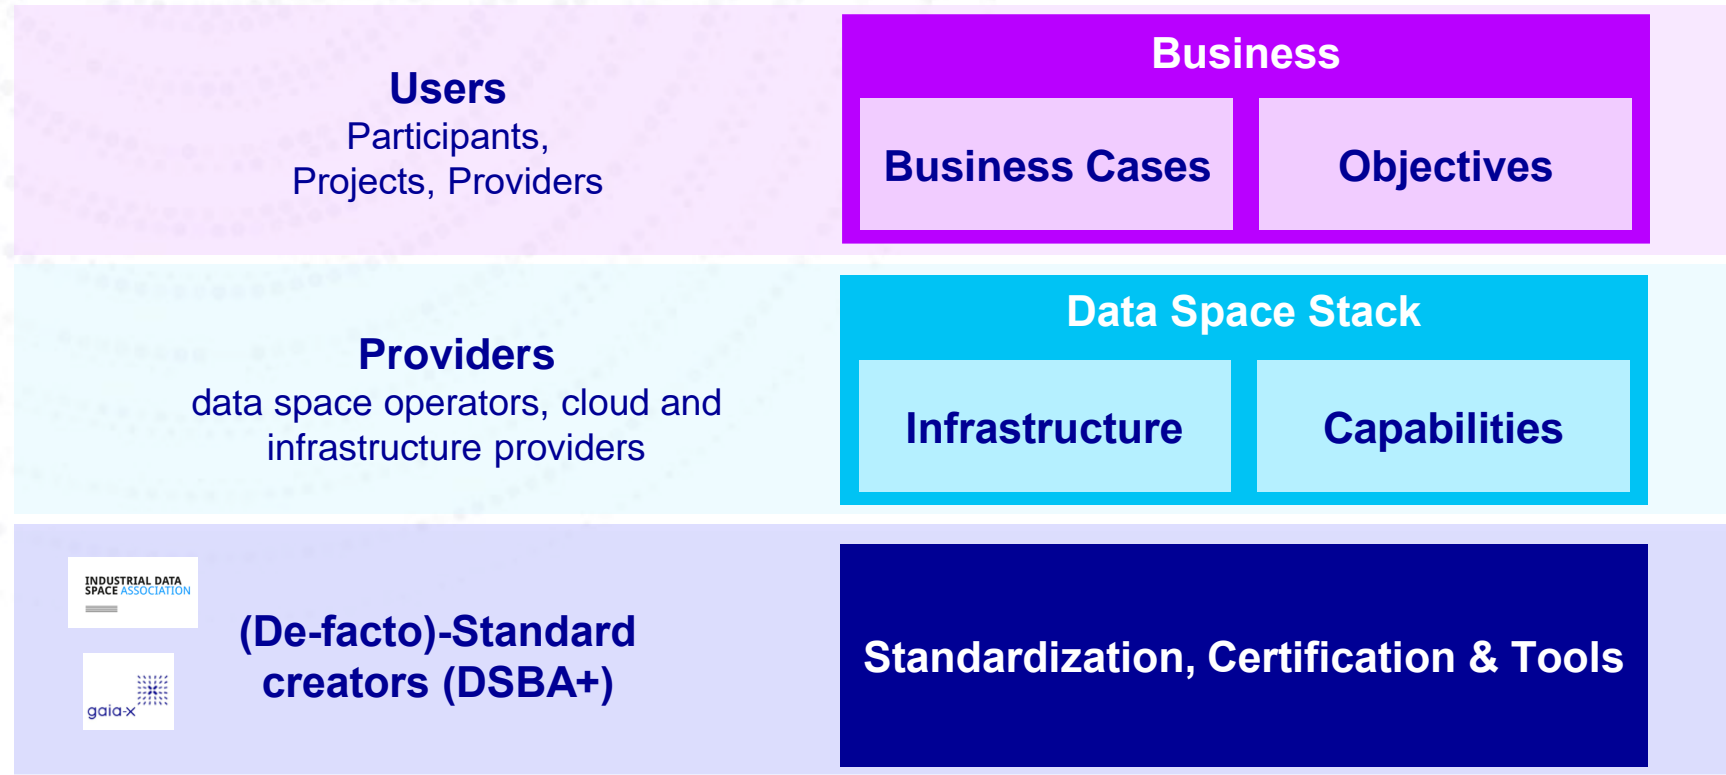 Users
Participants,
Projects, Providers
Business
Business Cases
Objectives
Providers
data space operators, cloud and
infrastructure providers
Data Space Stack
Infrastructure
Capabilities
INDUSTRIAL DATA
SPACE ASSOCIATION
gaia-x
(De-facto)-Standard
creators (DSBA+)
Standardization, Certification & Tools